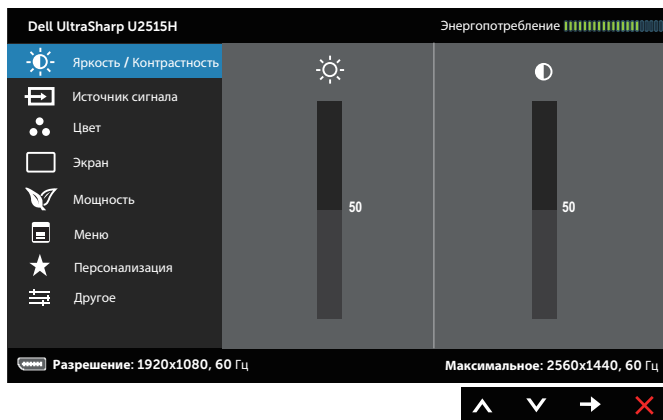 Dell UltraSharp U2515H
Энергопотребление
Яркость / Контрастность
Источник сигнала
Цвет
Экран
Мощность
Меню
Персонализация
Другое
50
50
Разрешение: 1920x1080, 60 Гц
Максимальное: 2560x1440, 60 Гц